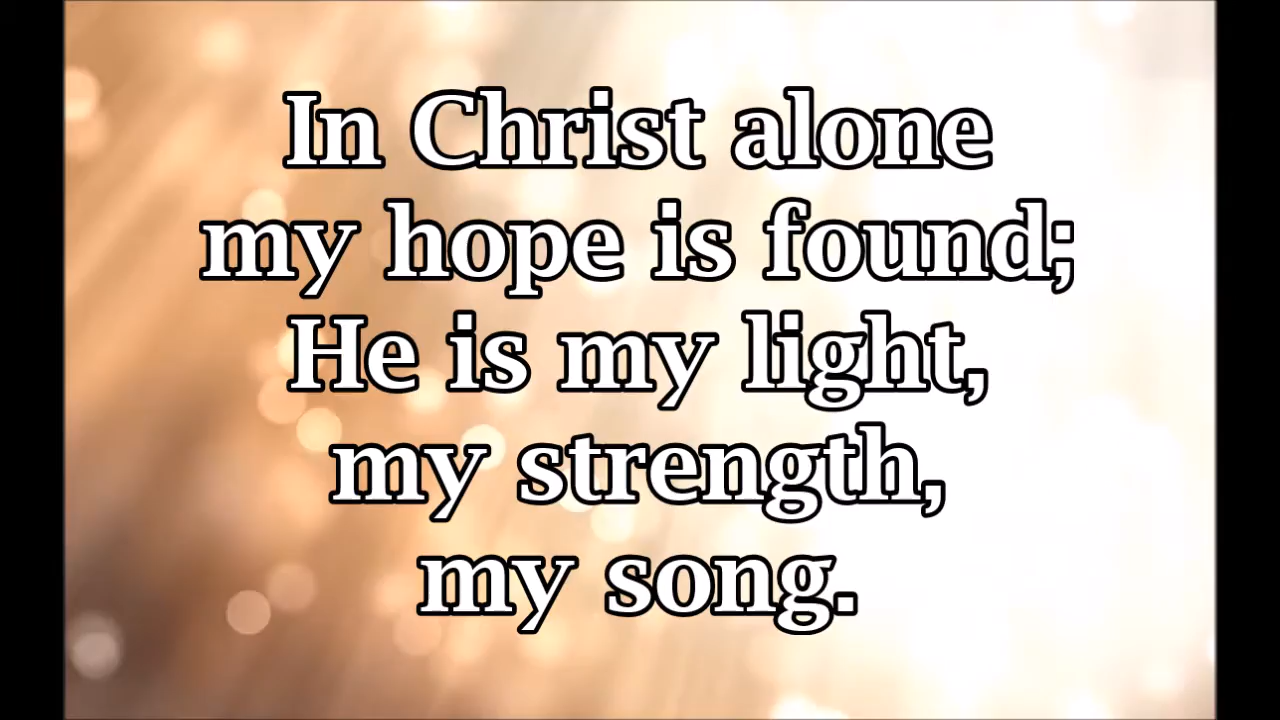 In Christ alone
my hope is found;
He is my light,
my strength,
my song.